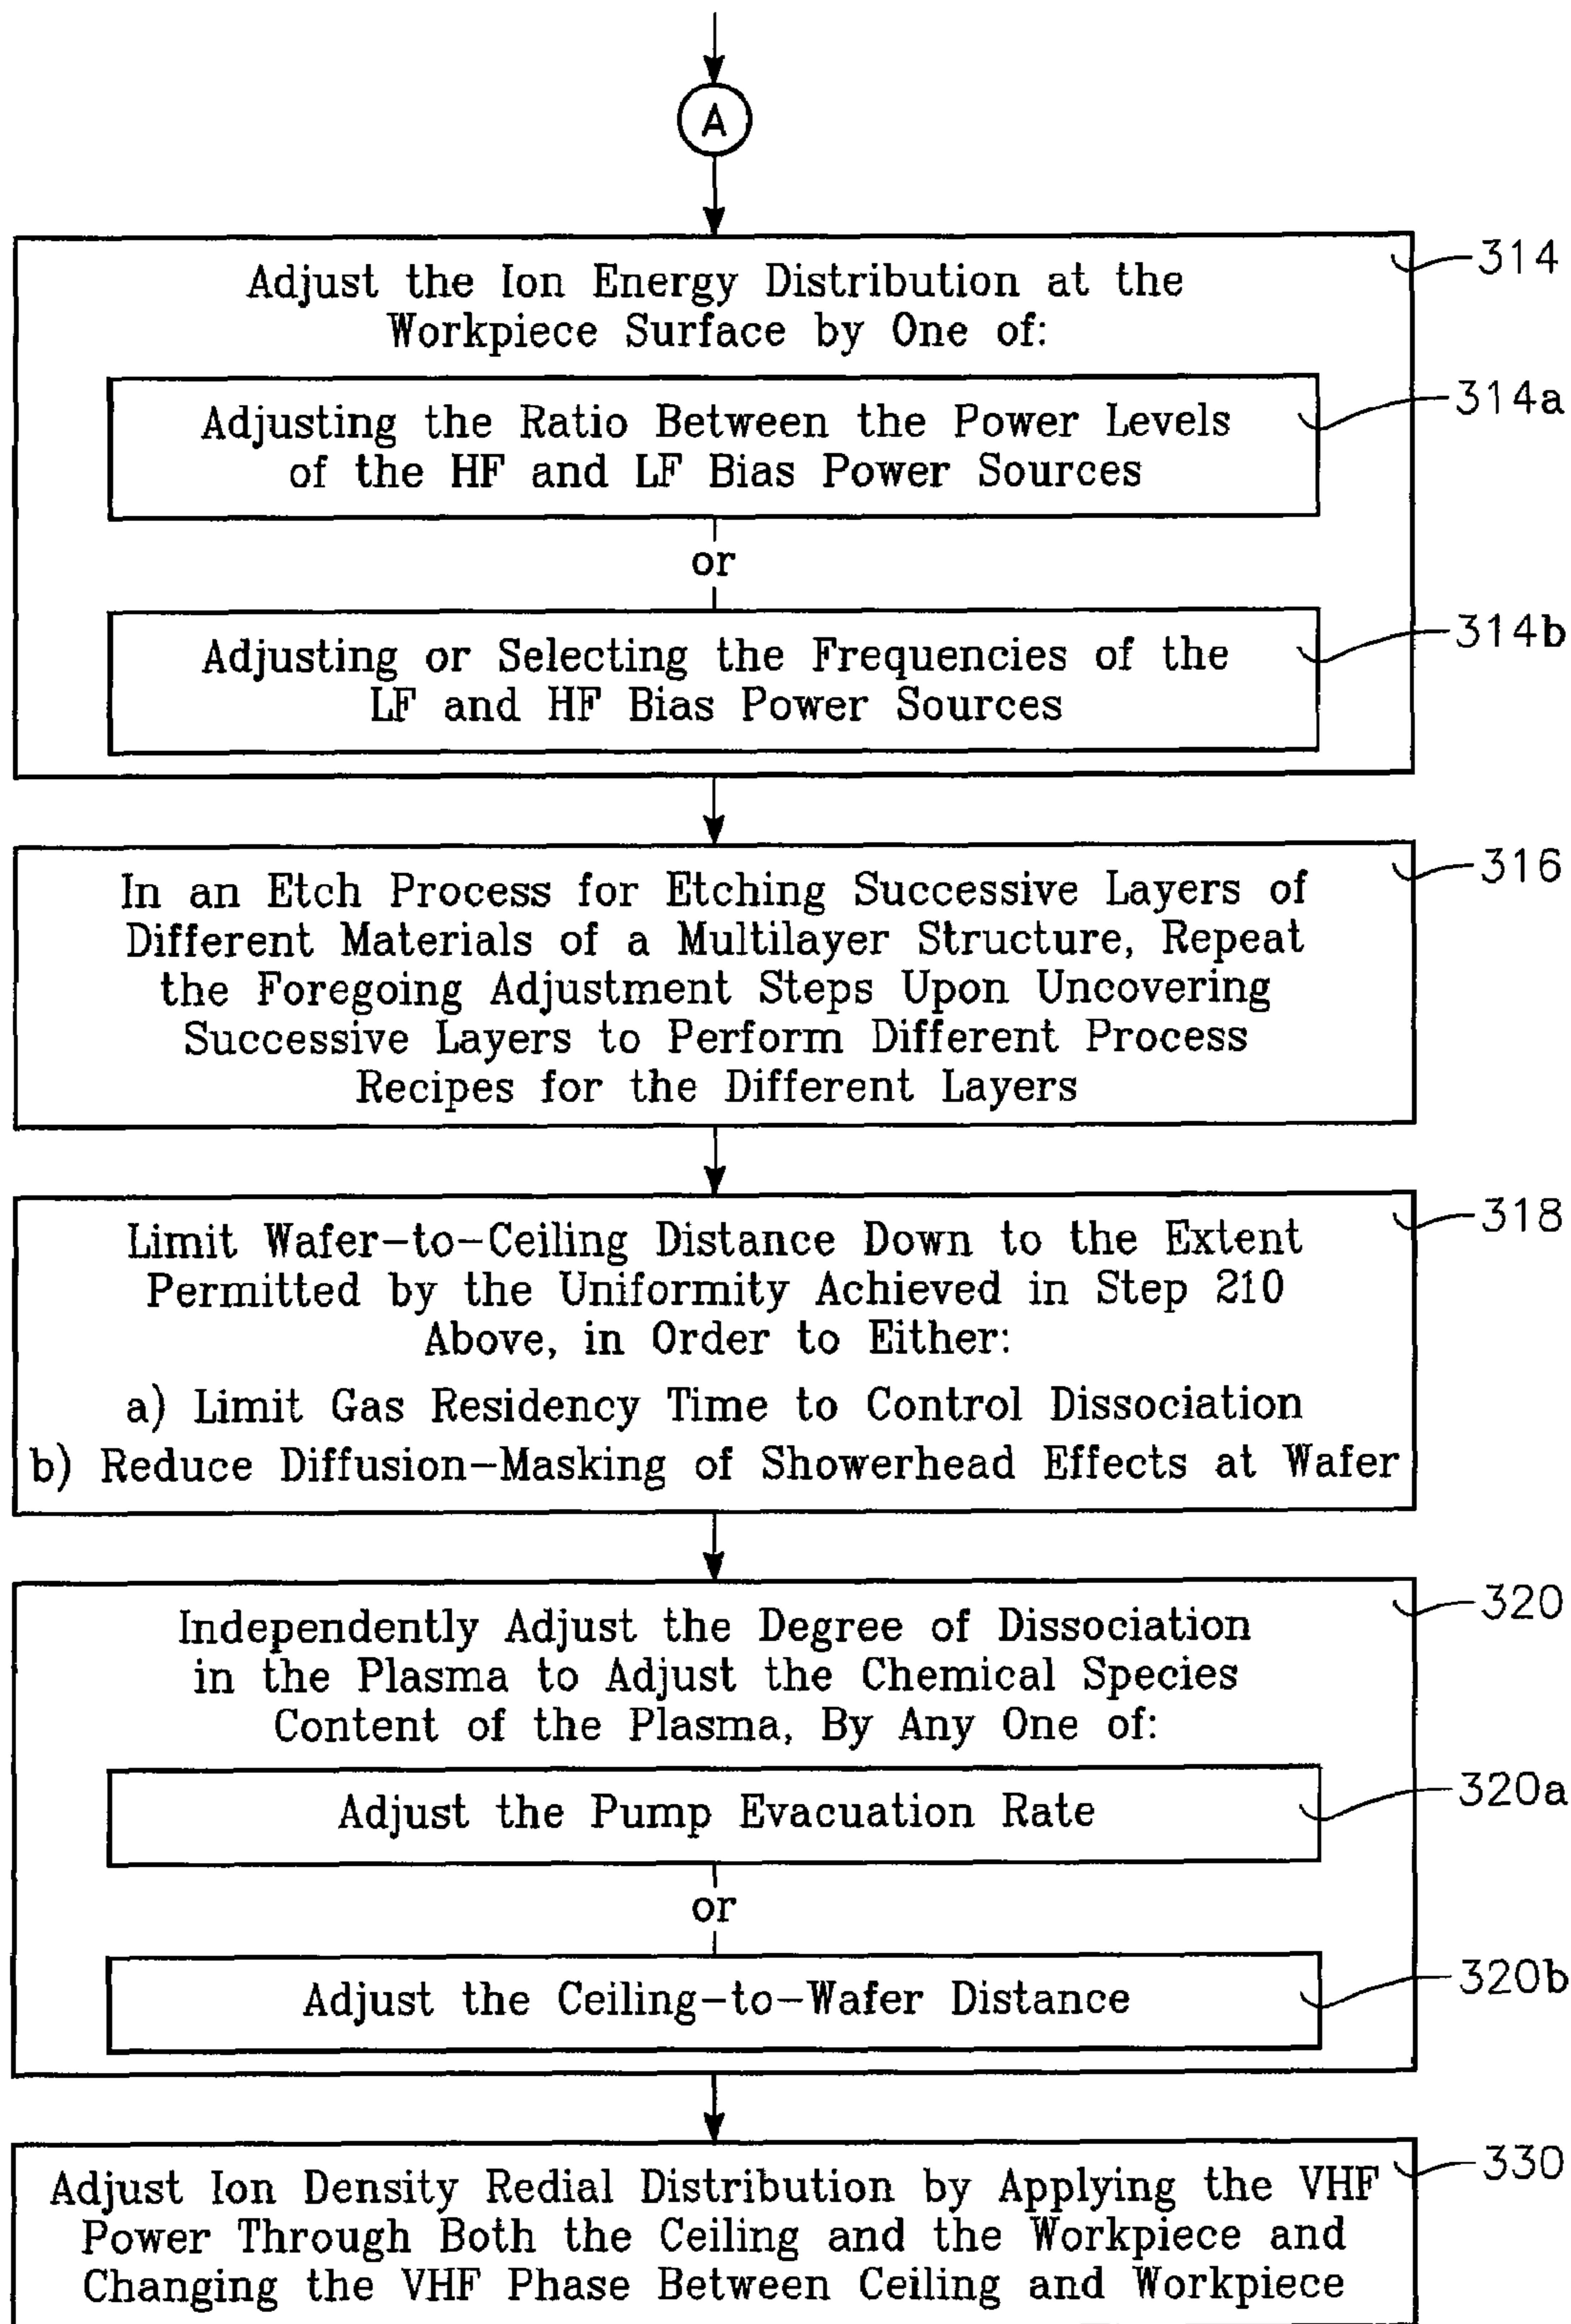 A
314
Adjust the Ion Energy Distribution at the
Workpiece Surface by One of:
314a
Adjusting the Ratio Between the Power Levels
of the HF and LF Bias Power Sources
or
314b
Adjusting or Selecting the Frequencies of the
LF and HF Bias Power Sources
316
In an Etch Process for Etching Successive Layers of
Different Materials of a Multilayer Structure, Repeat
the Foregoing Adjustment Steps Upon Uncovering
Successive Layers to Perform Different Process
Recipes for the Different Layers
318
Limit Wafer-to-Ceiling Distance Down to the Extent
Permitted by the Uniformity Achieved in Step 210
Above, in Order to Either:
a) Limit Gas Residency Time to Control Dissociation
b) Reduce Diffusion-Masking of Showerhead Effects at Wafer
320
Independently Adjust the Degree of Dissociation
in the Plasma to Adjust the Chemical Species
Content of the Plasma, By Any One of:
320a
Adjust the Pump Evacuation Rate
or
320b
Adjust the Ceiling-to-Wafer Distance
330
Adjust Ion Density Redial Distribution by Applying the VHF
Power Through Both the Ceiling and the Workpiece and
Changing the VHF Phase Between Ceiling and Workpiece